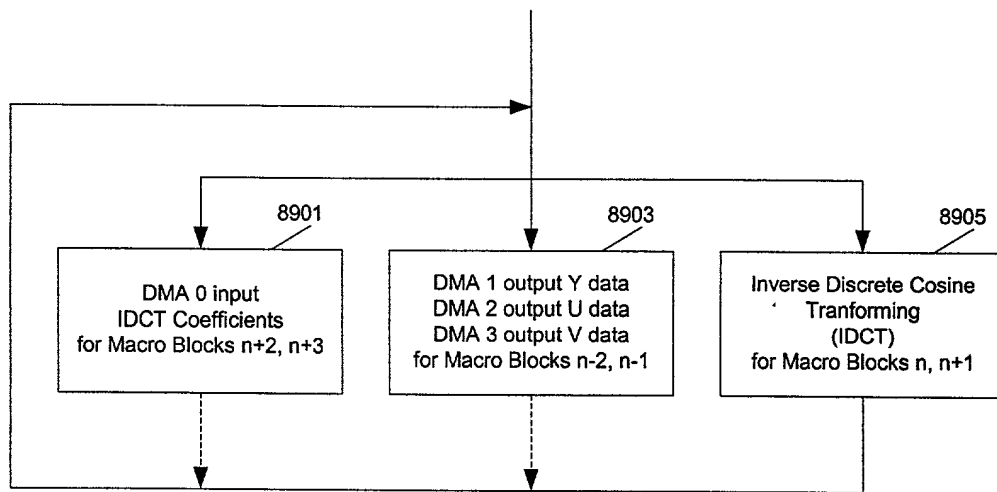 8901
8903
8905
DMA 0 input
IDCT Coefficients
for Macro Blocks n+2, n+3
DMA 1 output Y data
DMA 2 output U data
DMA 3 output V data
for Macro Blocks n-2, n-1
Inverse Discrete Cosine
Tranforming
(IDCT)
for Macro Blocks n, n+1